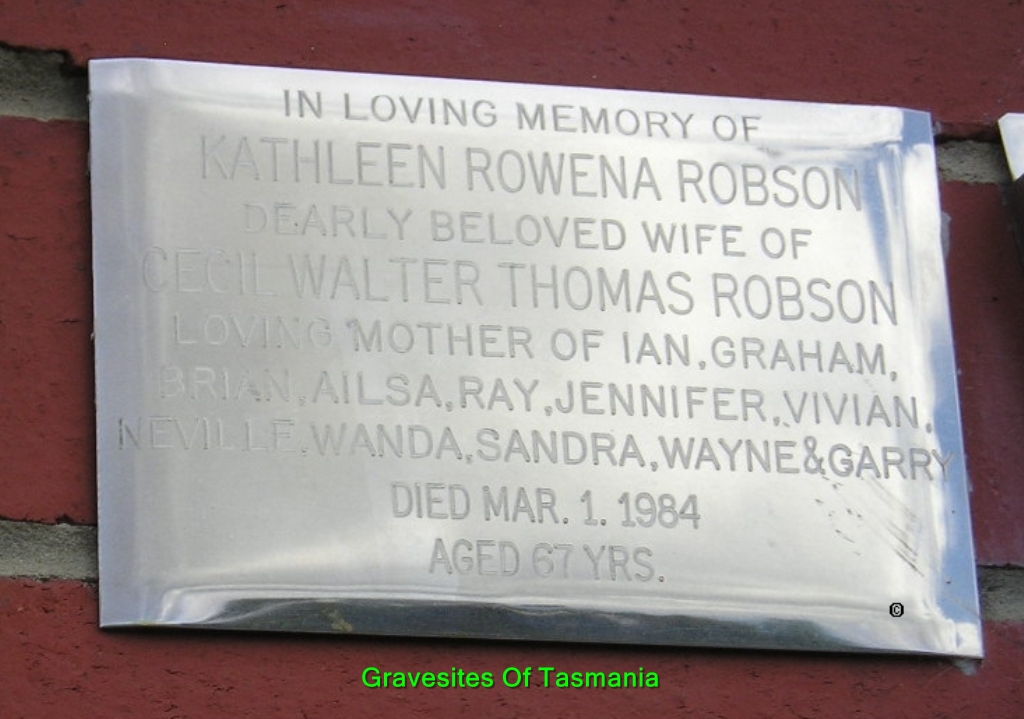 IN LOVING MEMORY OF
KATHLEEN ROWENA ROBSON
DEARLY BELOVED WIFE OF
CECIL WALTER THOMAS ROBSON
LOVING MOTHER OF IAN, GRAHAM,
BRIAN, AILSA, RAY, JENNIFER, VIVIAN,
NEVILLE, WANDA, SANDRA, WAYNE & GARRY
DIED MAR. 1. 1984
AGED 67 YRS.
©
Gravesites Of Tasmania